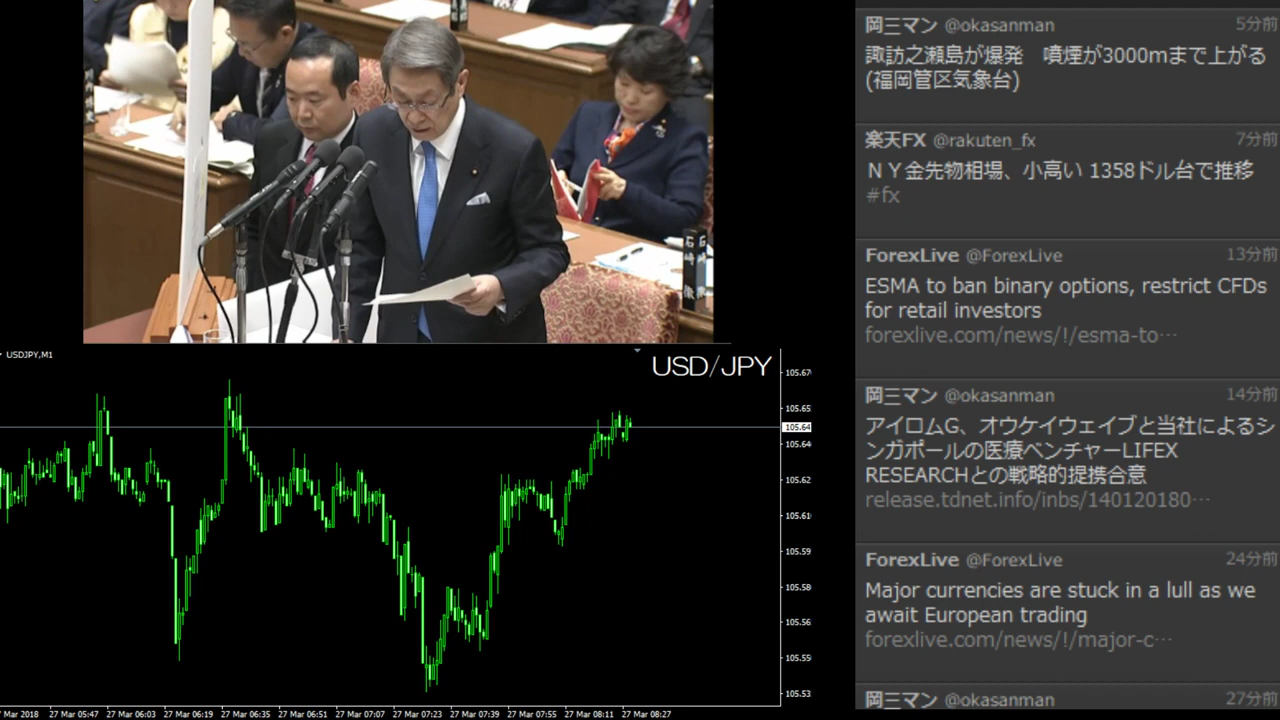 石崎 徹
USDJPY,M1
USD/JPY
105.67
105.65
105.64
105.64
105.62
105.61
105.59
105.58
105.56
105.55
105.53
Mar 2018
27 Mar 05:47
27 Mar 06:03
27 Mar 06:19
27 Mar 06:35
27 Mar 06:51
27 Mar 07:07
27 Mar 07:23
27 Mar 07:39
27 Mar 07:55
27 Mar 08:11
27 Mar 08:27
岡三マン @okasanman 5分前
諏訪之瀬島が爆発 噴煙が3000mまで上がる
(福岡管区気象台)
楽天FX @rakuten_fx 7分前
ＮＹ金先物相場、小高い 1358ドル台で推移
#fx
ForexLive @ForexLive 13分前
ESMA to ban binary options, restrict CFDs
for retail investors
forexlive.com/news/!/esma-to…
岡三マン @okasanman 14分前
アイロムG、オウケイウェイブと当社によるシ
ンガポールの医療ベンチャーLIFEX
RESEARCHとの戦略的提携合意
release.tdnet.info/inbs/140120180…
ForexLive @ForexLive 24分前
Major currencies are stuck in a lull as we
await European trading
forexlive.com/news/!/major-c…
岡三マン @okasanman 27分前